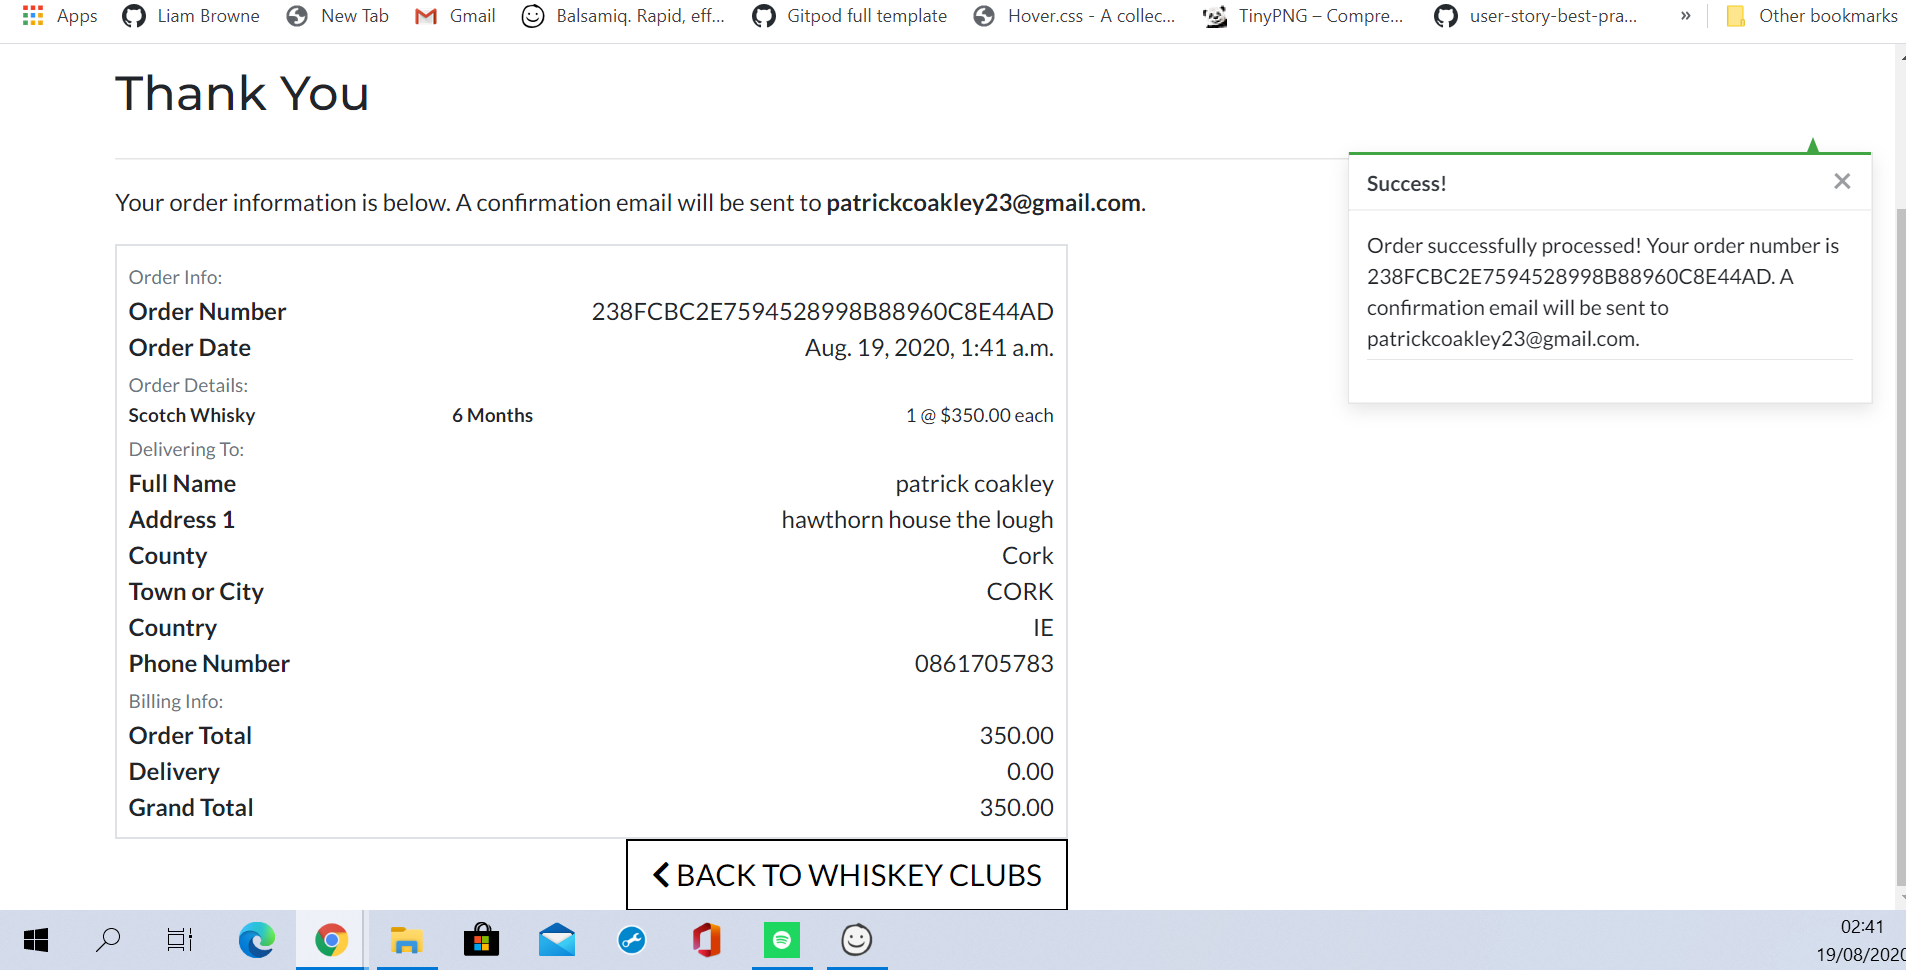 Apps Liam Browne New Tab Gmail Balsamiq. Rapid, eff... Gitpod full template Hover.css - A collec... TinyPNG – Compre... user-story-best-pra... » Other bookmarks
Thank You
Your order information is below. A confirmation email will be sent to patrickcoakley23@gmail.com.
Order Info:
Order Number 238FCBC2E7594528998B88960C8E44AD
Order Date Aug. 19, 2020, 1:41 a.m.
Order Details:
Scotch Whisky 6 Months 1 @ $350.00 each
Delivering To:
Full Name patrick coakley
Address 1 hawthorn house the lough
County Cork
Town or City CORK
Country IE
Phone Number 0861705783
Billing Info:
Order Total 350.00
Delivery 0.00
Grand Total 350.00
BACK TO WHISKEY CLUBS
Success!
Order successfully processed! Your order number is
238FCBC2E7594528998B88960C8E44AD. A
confirmation email will be sent to
patrickcoakley23@gmail.com.
02:41
19/08/2020